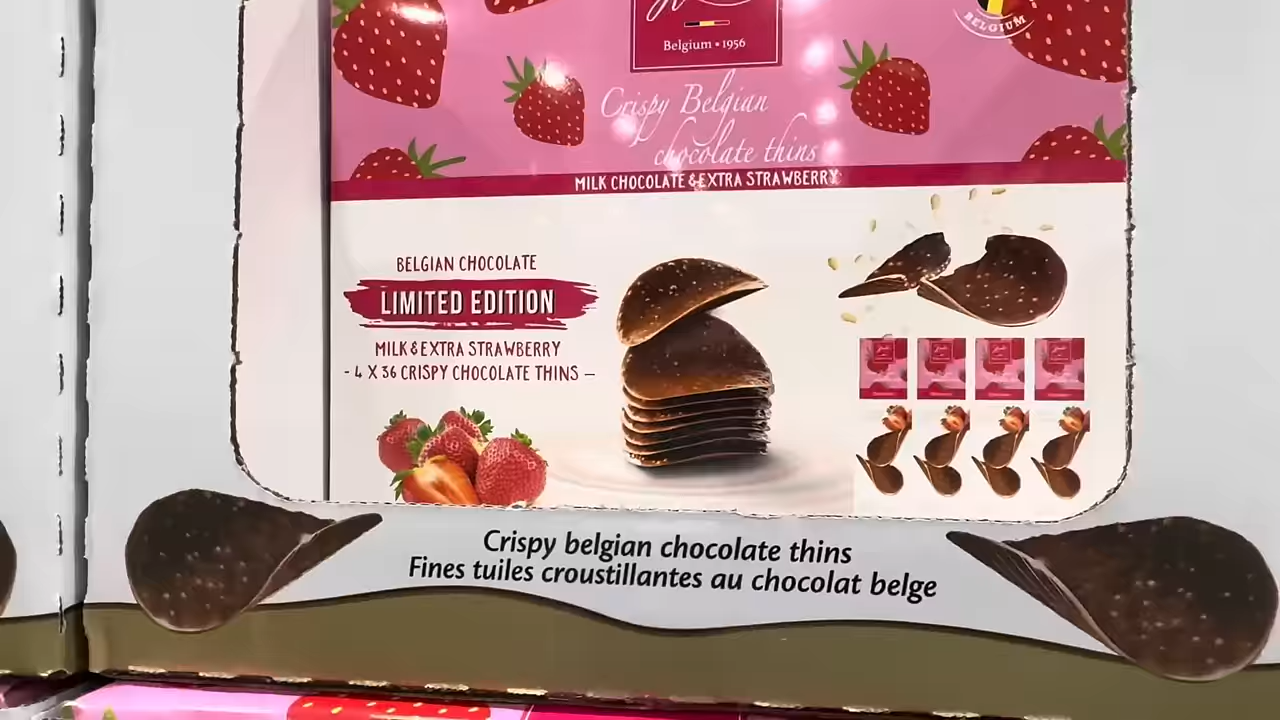 Belgium • 1956
BELGIUM
Crispy Belgian
chocolate thins
MILK CHOCOLATE & EXTRA STRAWBERRY
BELGIAN CHOCOLATE
LIMITED EDITION
MILK & EXTRA STRAWBERRY
- 4 X 36 CRISPY CHOCOLATE THINS –
Crispy belgian chocolate thins
Fines tuiles croustillantes au chocolat belge